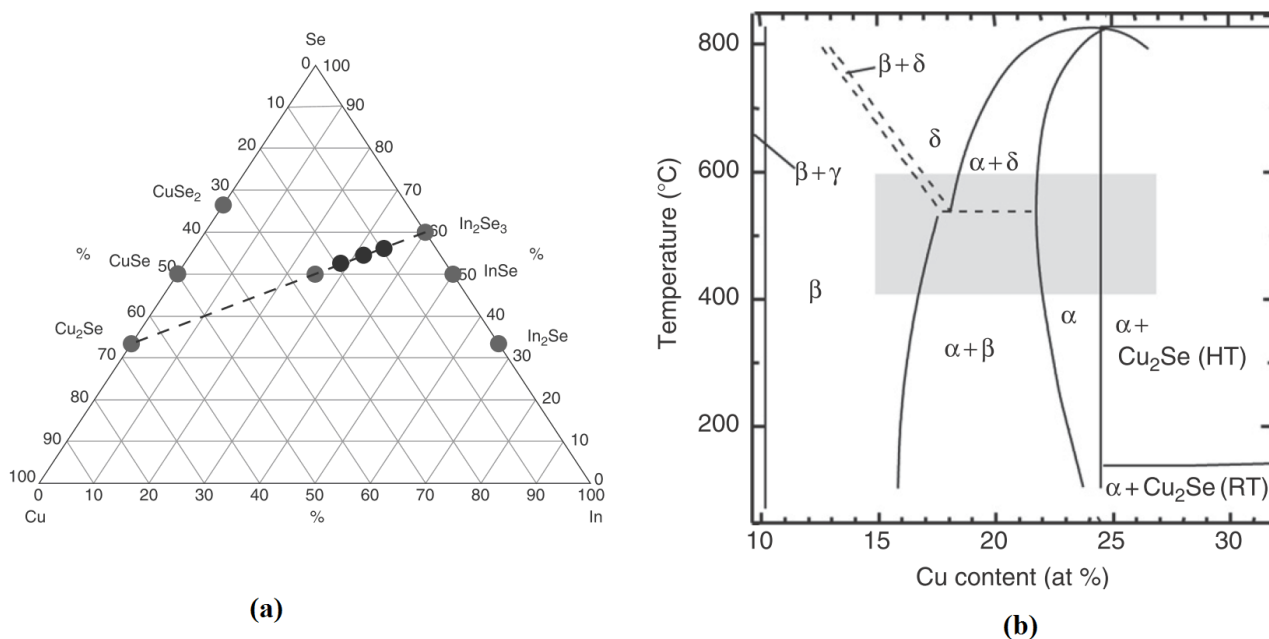 Se
0 100
10 90
20 80
CuSe₂
30 70
40 60 In₂Se₃
% %
CuSe 50 50 InSe
60 40
Cu₂Se In₂Se
70 30
80 20
90 10
100 0
0 10 20 30 40 50 60 70 80 90 100
Cu % In
(a)
Temperature (°C)
800
600
400
200
β+δ
δ
α+δ
β+γ
β
α
α+β
α+
Cu₂Se (HT)
α+Cu₂Se (RT)
10 15 20 25 30
Cu content (at %)
(b)